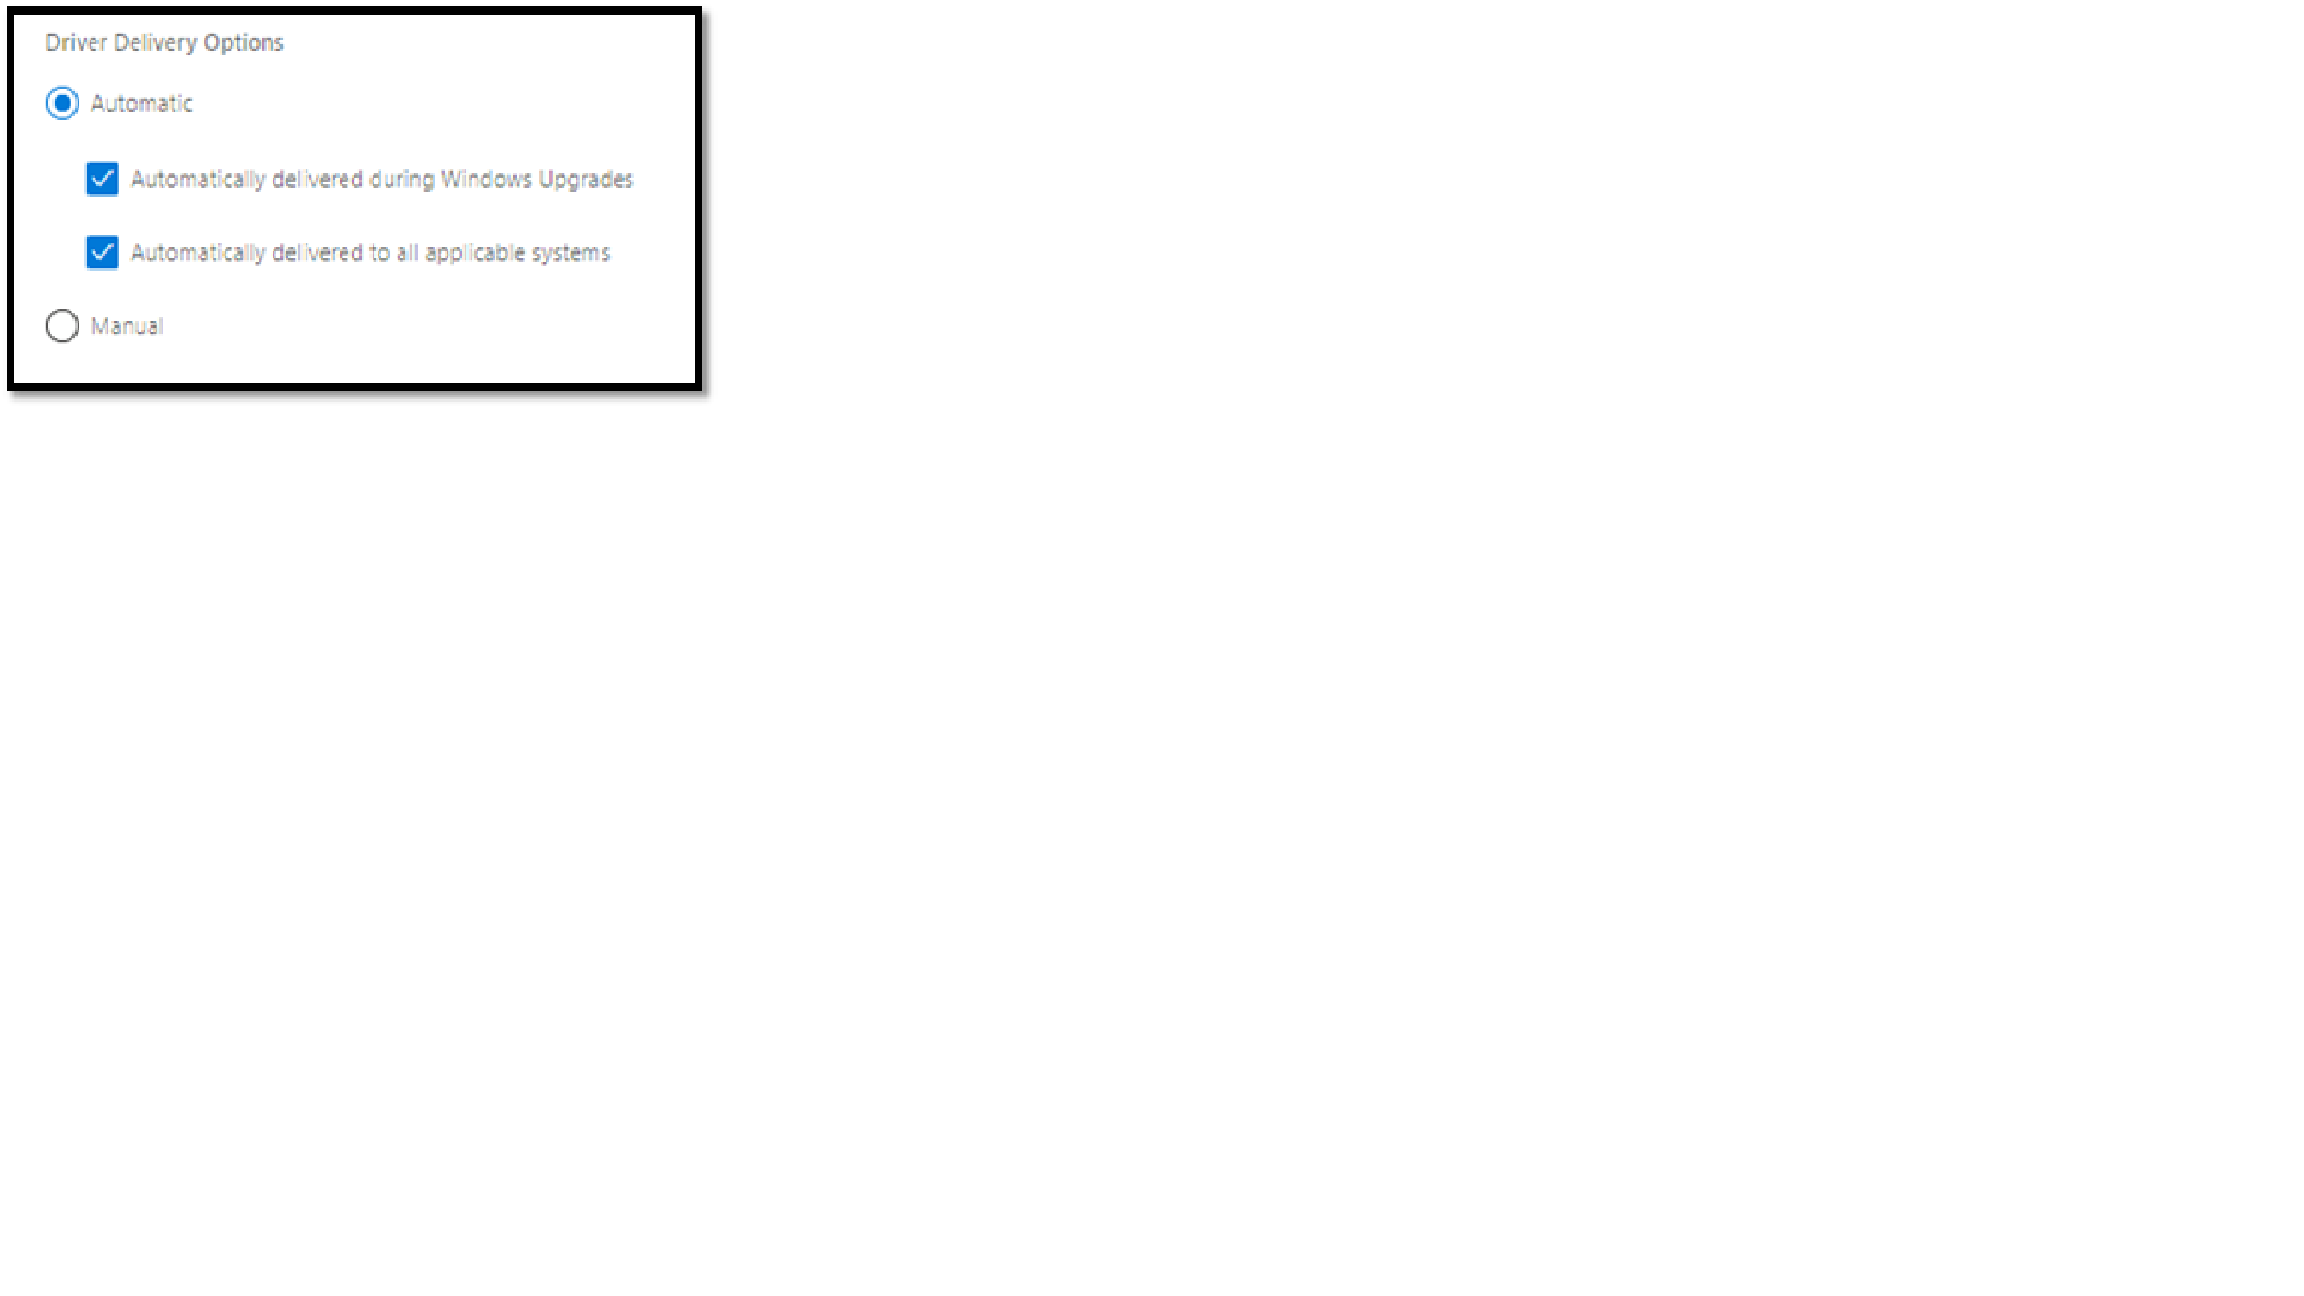 Driver Delivery Options
Automatic
Automatically delivered during Windows Upgrades
Automatically delivered to all applicable systems
Manual